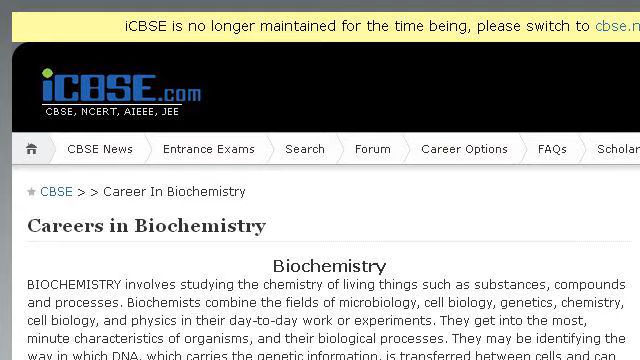 iCBSE is no longer maintained for the time being, please switch to cbse.n
iCBSE.com
CBSE, NCERT, AIEEE, JEE
CBSE News Entrance Exams Search Forum Career Options FAQs Scholar
CBSE > > Career In Biochemistry
Careers in Biochemistry
Biochemistry
BIOCHEMISTRY involves studying the chemistry of living things such as substances, compounds
and processes. Biochemists combine the fields of microbiology, cell biology, genetics, chemistry,
cell biology, and physics in their day-to-day work or experiments. They get into the most,
minute characteristics of organisms, and their biological processes. They may be identifying the
way in which DNA, which carries the genetic information, is transferred between cells and can